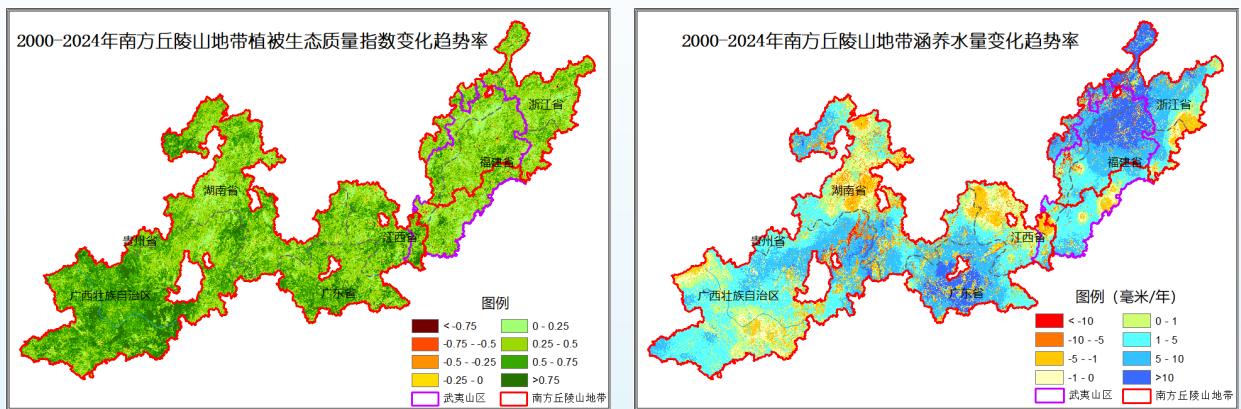 2000-2024年南方丘陵山地带植被生态质量指数变化趋势率
浙江省
福建省
湖南省
贵州省
江西省
广西壮族自治区
广东省
图例
< -0.75
0 - 0.25
-0.75 - -0.5
0.25 - 0.5
-0.5 - -0.25
0.5 - 0.75
-0.25 - 0
>0.75
武夷山区
南方丘陵山地带
2000-2024年南方丘陵山地带涵养水量变化趋势率
浙江省
福建省
湖南省
贵州省
江西省
广西壮族自治区
广东省
图例（毫米/年）
< -10
0 - 1
-10 - -5
1 - 5
-5 - -1
5 - 10
-1 - 0
>10
武夷山区
南方丘陵山地带